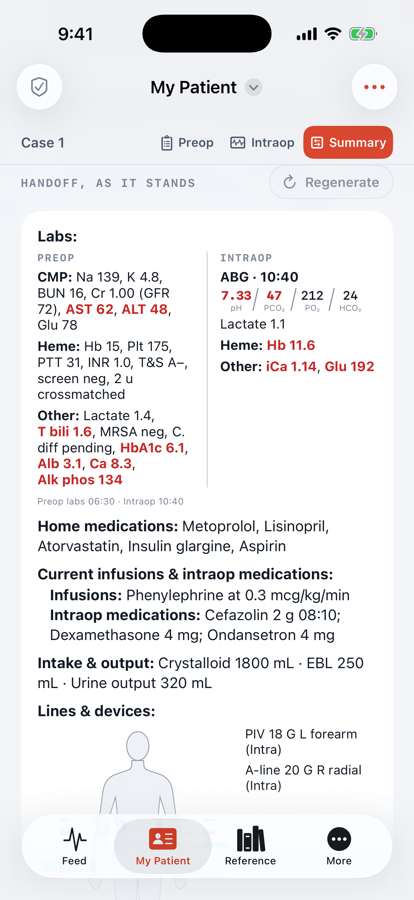 9:41
My Patient
Case 1
Preop
Intraop
Summary
HANDOFF, AS IT STANDS
Regenerate
Labs:
PREOP
CMP: Na 139, K 4.8,
BUN 16, Cr 1.00 (GFR
72), AST 62, ALT 48,
Glu 78
Heme: Hb 15, Plt 175,
PTT 31, INR 1.0, T&S A–,
screen neg, 2 u
crossmatched
Other: Lactate 1.4,
T bili 1.6, MRSA neg, C.
diff pending, HbA1c 6.1,
Alb 3.1, Ca 8.3,
Alk phos 134
INTRAOP
ABG · 10:40
7.33 / 47 / 212 / 24
pH PCO₂ PO₂ HCO₃
Lactate 1.1
Heme: Hb 11.6
Other: iCa 1.14, Glu 192
Preop labs 06:30 · Intraop 10:40
Home medications: Metoprolol, Lisinopril,
Atorvastatin, Insulin glargine, Aspirin
Current infusions & intraop medications:
Infusions: Phenylephrine at 0.3 mcg/kg/min
Intraop medications: Cefazolin 2 g 08:10;
Dexamethasone 4 mg; Ondansetron 4 mg
Intake & output: Crystalloid 1800 mL · EBL 250
mL · Urine output 320 mL
Lines & devices:
PIV 18 G L forearm
(Intra)
A-line 20 G R radial
(Intra)
Feed
My Patient
Reference
More